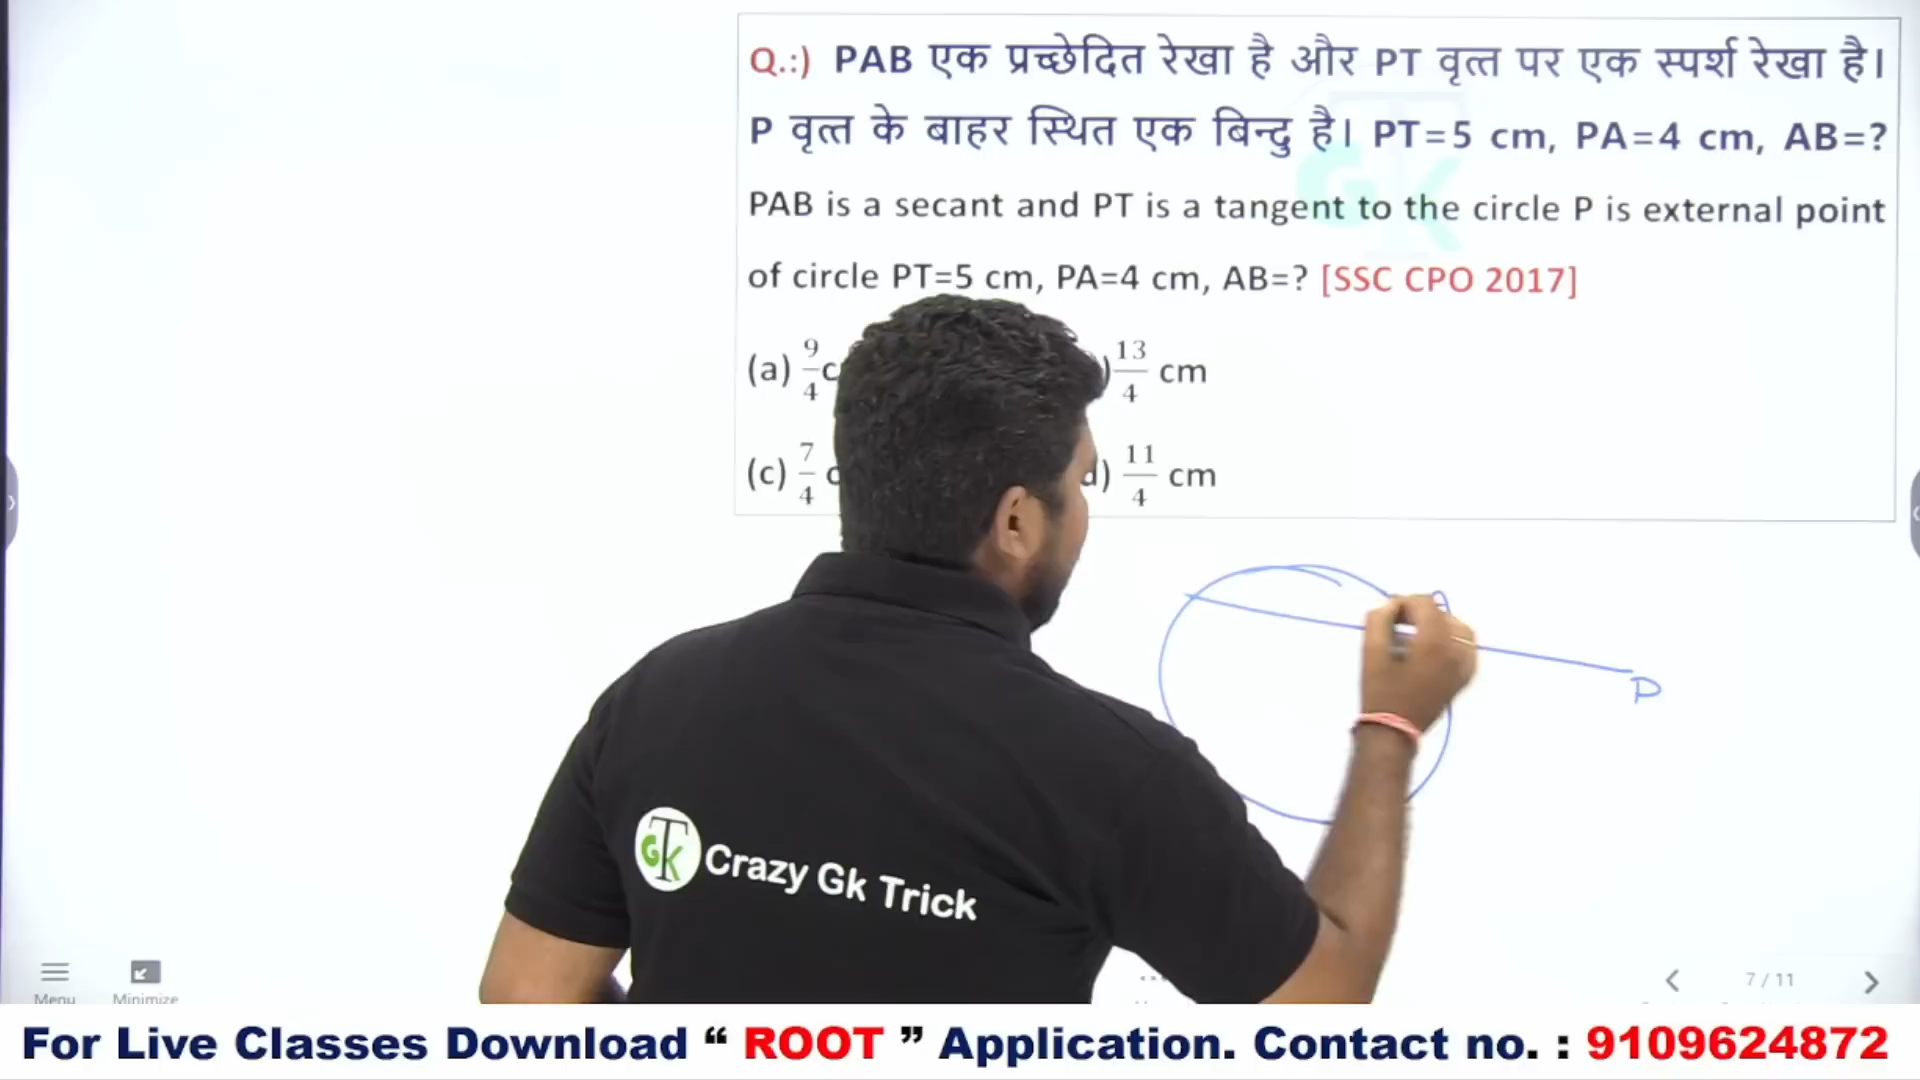 Q.:) PAB एक प्रच्छेदित रेखा है और PT वृत्त पर एक स्पर्श रेखा है।
P वृत्त के बाहर स्थित एक बिन्दु है। PT=5 cm, PA=4 cm, AB=?
PAB is a secant and PT is a tangent to the circle P is external point
of circle PT=5 cm, PA=4 cm, AB=? [SSC CPO 2017]
(a) 9/4 13/4 cm
(c) 7/4 d) 11/4 cm
A
P
GTK Crazy Gk Trick
Menu Minimize 7 / 11
For Live Classes Download “ ROOT ” Application. Contact no. : 9109624872